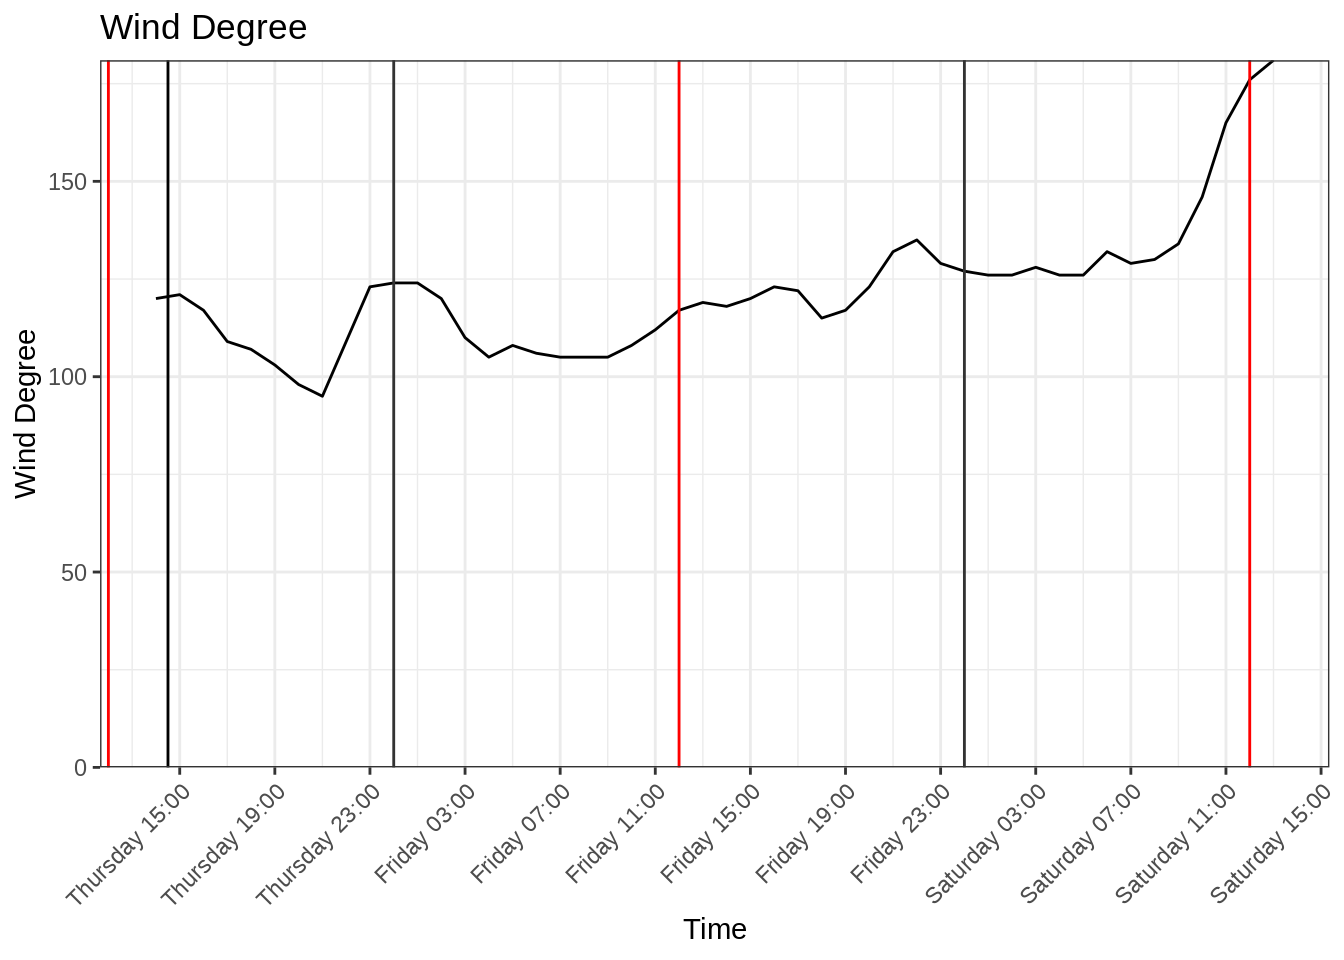 Wind Degree
Wind Degree
150
100
50
0
Thursday 15:00
Thursday 19:00
Thursday 23:00
Friday 03:00
Friday 07:00
Friday 11:00
Friday 15:00
Friday 19:00
Friday 23:00
Saturday 03:00
Saturday 07:00
Saturday 11:00
Saturday 15:00
Time